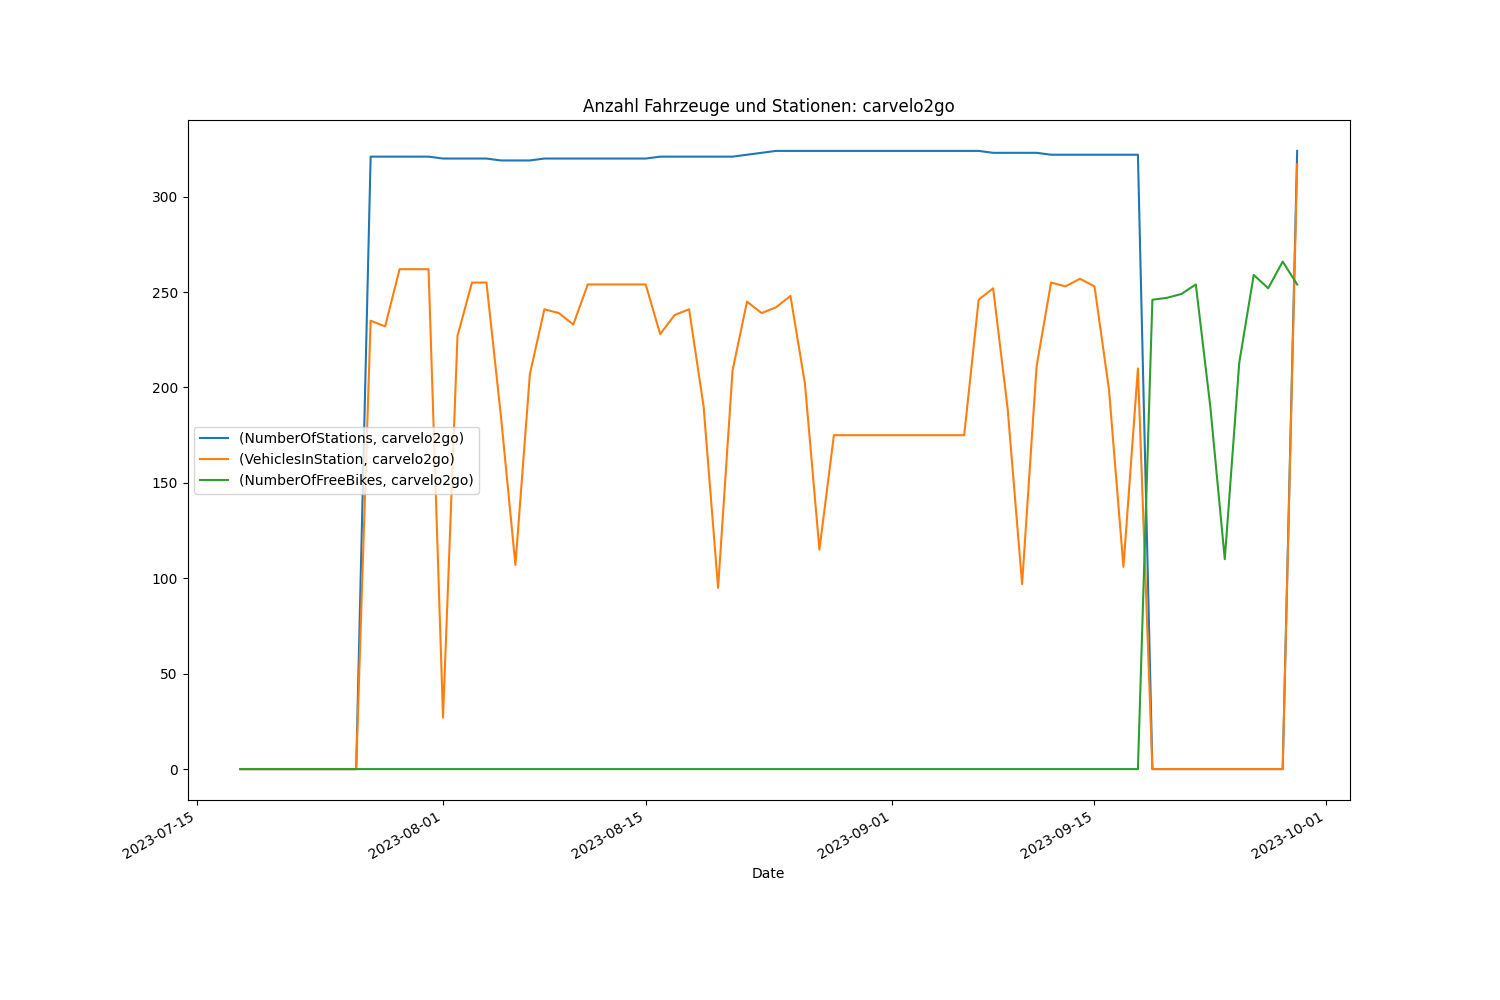 Anzahl Fahrzeuge und Stationen: carvelo2go
300
250
200
150
100
50
0
(NumberOfStations, carvelo2go)
(VehiclesInStation, carvelo2go)
(NumberOfFreeBikes, carvelo2go)
2023-07-15
2023-08-01
2023-08-15
2023-09-01
2023-09-15
2023-10-01
Date